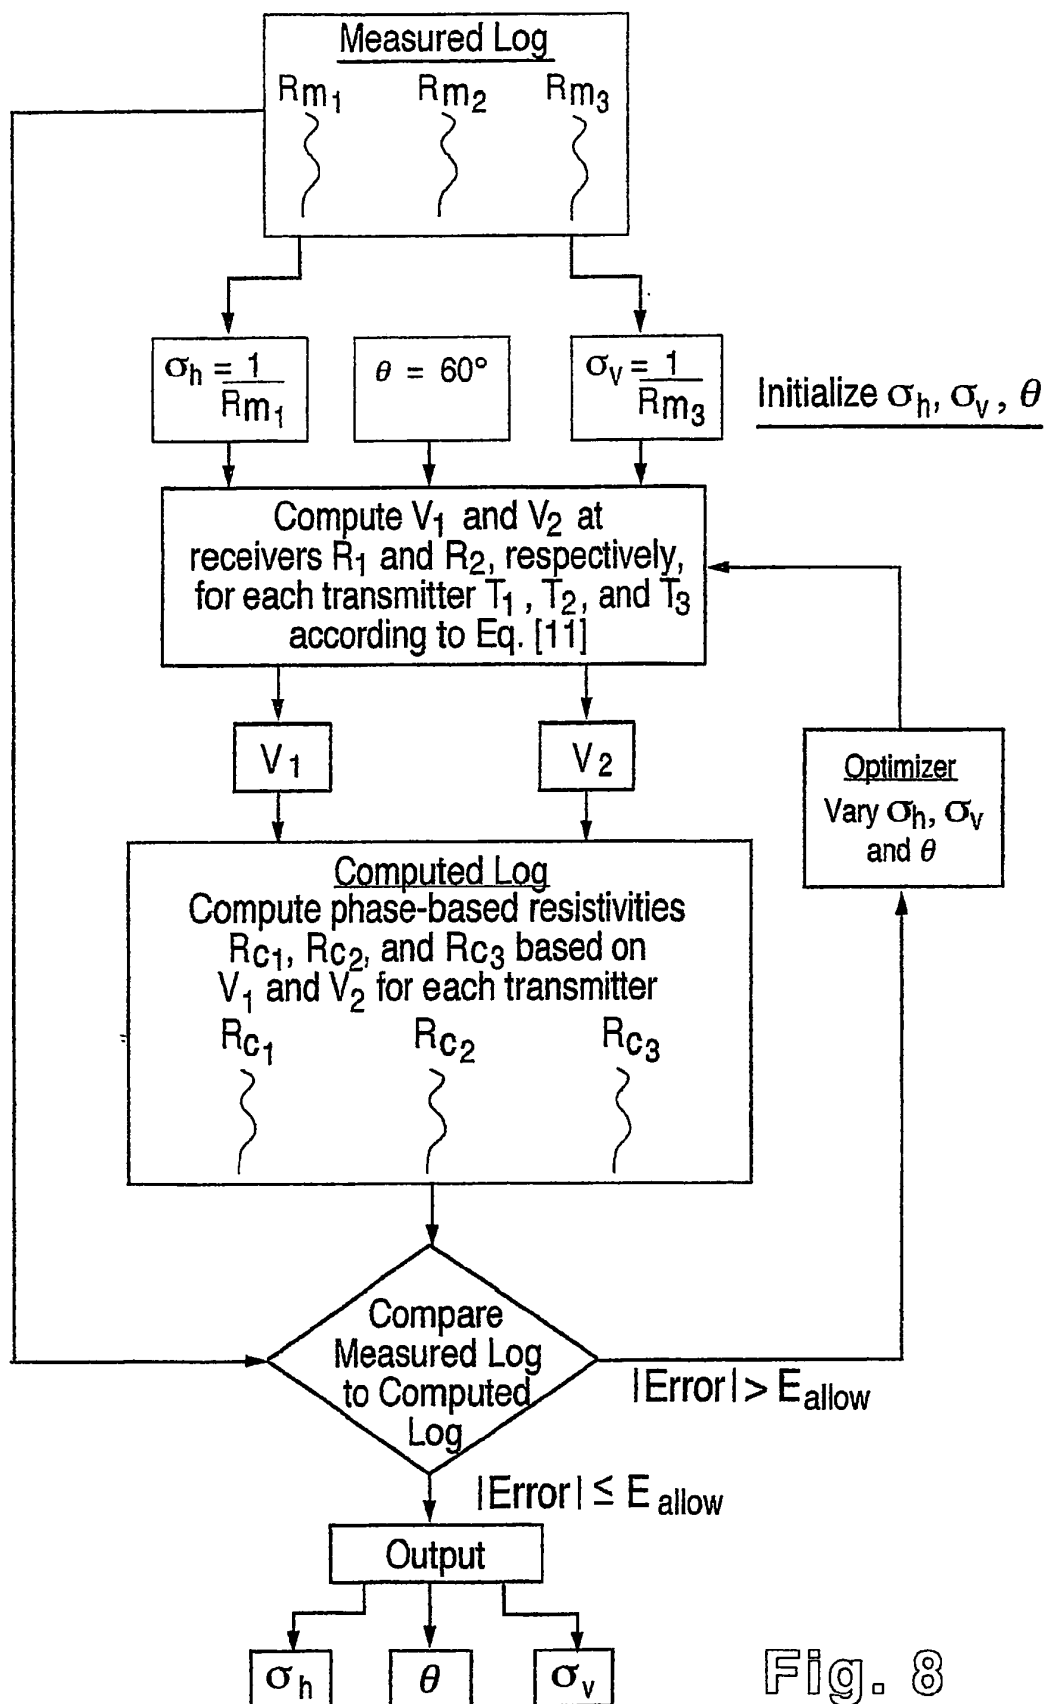 Measured Log
Rm1 Rm2 Rm3
σh = 1/Rm1
θ = 60°
σv = 1/Rm3
Initialize σh, σv, θ
Compute V1 and V2 at
receivers R1 and R2, respectively,
for each transmitter T1, T2, and T3
according to Eq. [11]
V1
V2
Optimizer
Vary σh, σv
and θ
Computed Log
Compute phase-based resistivities
Rc1, Rc2, and Rc3 based on
V1 and V2 for each transmitter
Rc1 Rc2 Rc3
Compare
Measured Log
to Computed
Log
|Error| > Eallow
|Error| ≤ Eallow
Output
σh
θ
σv
Fig. 8